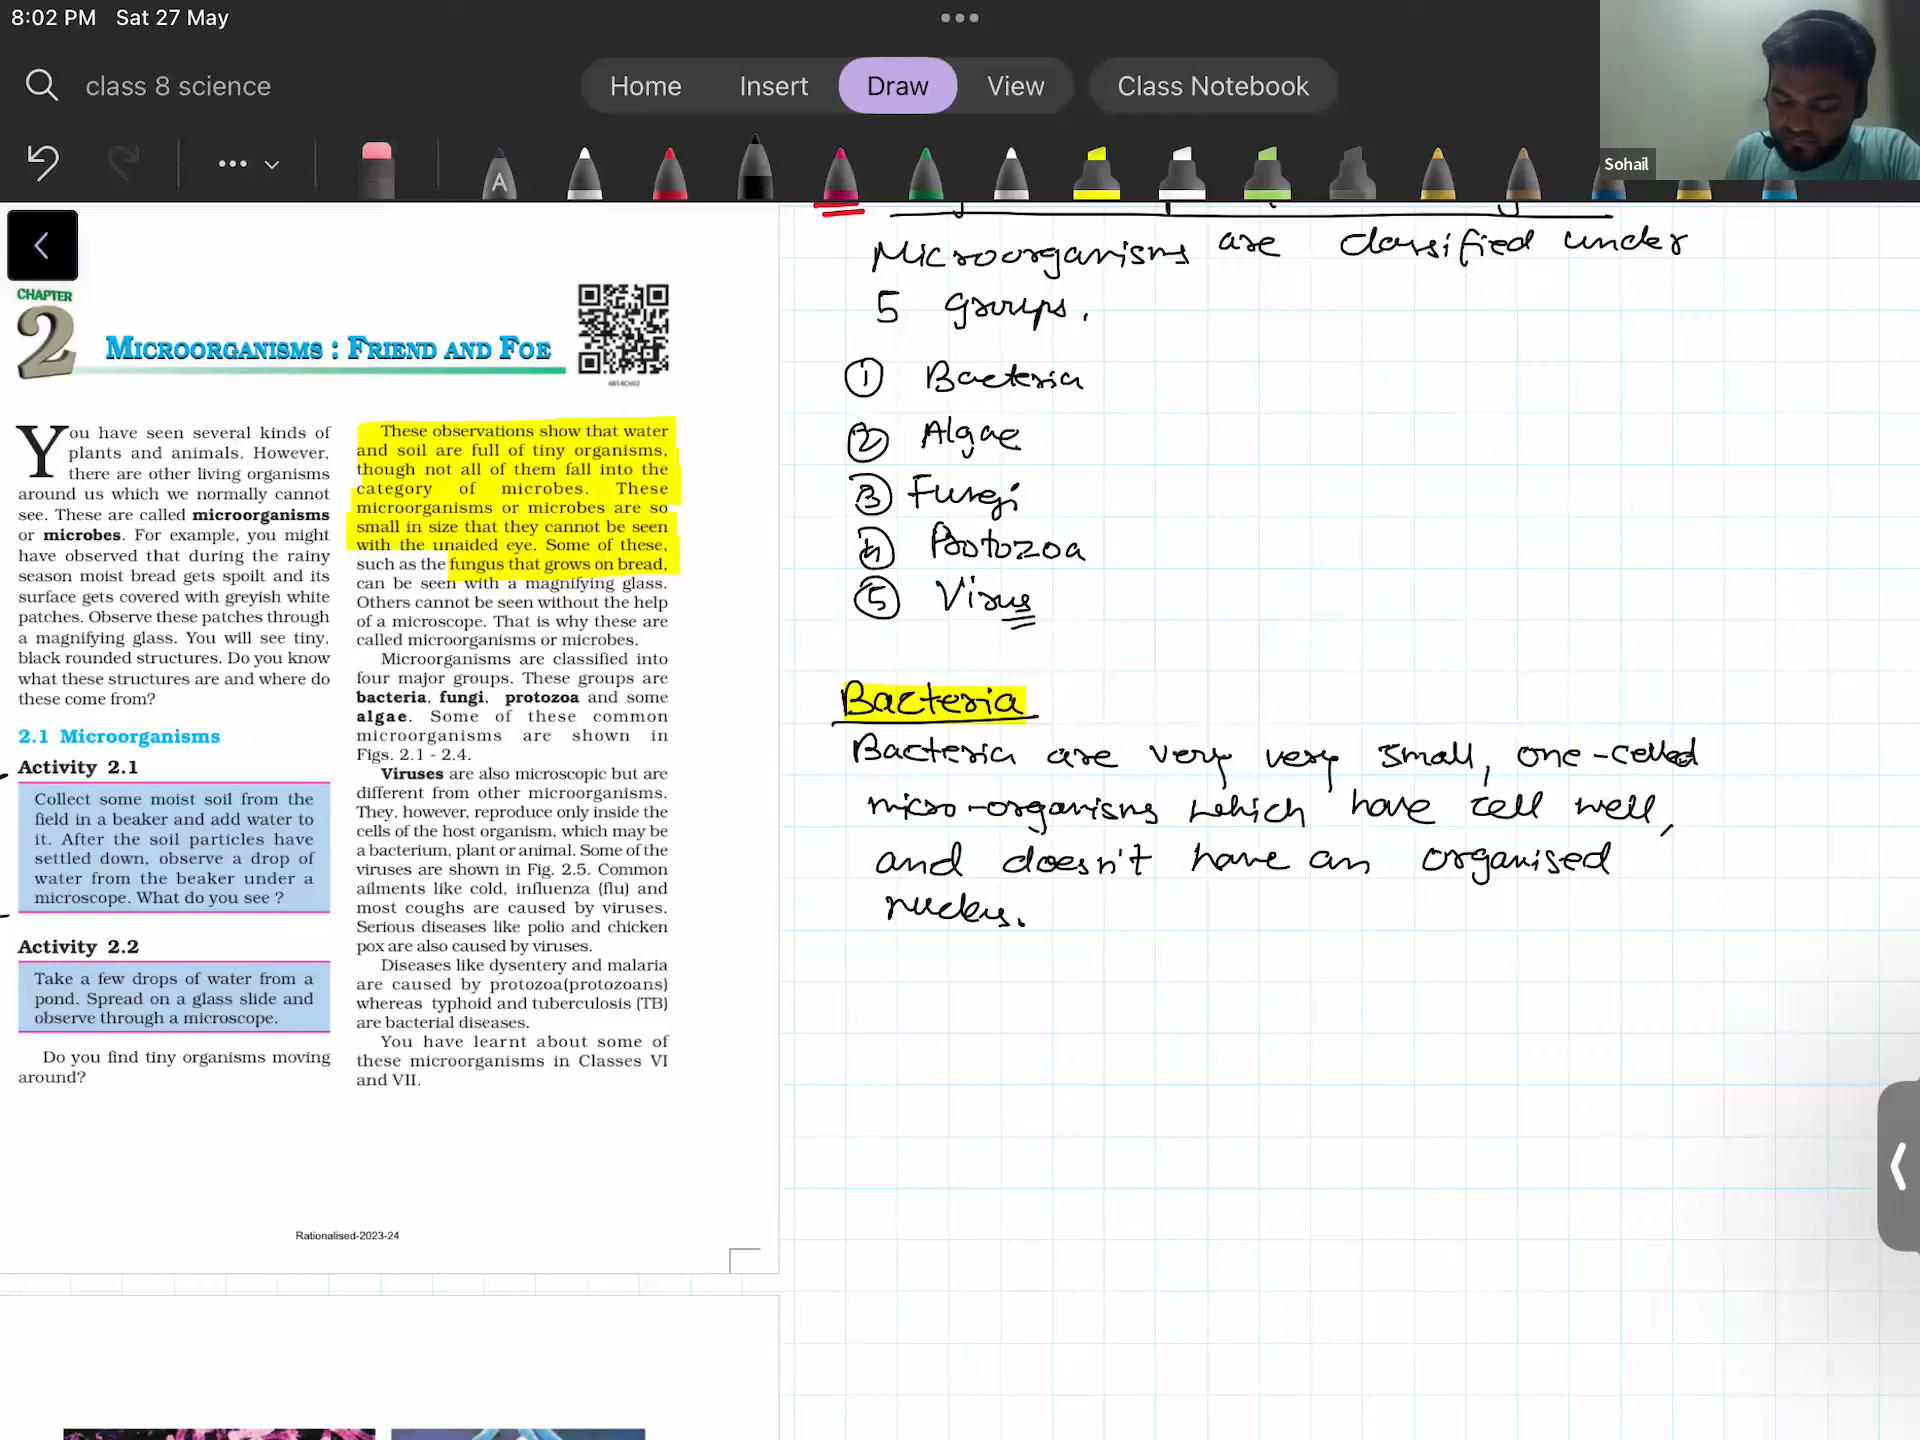 8:02 PM Sat 27 May
class 8 science
Home Insert Draw View Class Notebook
A
Sohail
CHAPTER
2
MICROORGANISMS : FRIEND AND FOE
0854CH02
You have seen several kinds of
plants and animals. However,
there are other living organisms
around us which we normally cannot
see. These are called microorganisms
or microbes. For example, you might
have observed that during the rainy
season moist bread gets spoilt and its
surface gets covered with greyish white
patches. Observe these patches through
a magnifying glass. You will see tiny,
black rounded structures. Do you know
what these structures are and where do
these come from?
2.1 Microorganisms
Activity 2.1
Collect some moist soil from the
field in a beaker and add water to
it. After the soil particles have
settled down, observe a drop of
water from the beaker under a
microscope. What do you see ?
Activity 2.2
Take a few drops of water from a
pond. Spread on a glass slide and
observe through a microscope.
Do you find tiny organisms moving
around?
These observations show that water
and soil are full of tiny organisms,
though not all of them fall into the
category of microbes. These
microorganisms or microbes are so
small in size that they cannot be seen
with the unaided eye. Some of these,
such as the fungus that grows on bread,
can be seen with a magnifying glass.
Others cannot be seen without the help
of a microscope. That is why these are
called microorganisms or microbes.
Microorganisms are classified into
four major groups. These groups are
bacteria, fungi, protozoa and some
algae. Some of these common
microorganisms are shown in
Figs. 2.1 - 2.4.
Viruses are also microscopic but are
different from other microorganisms.
They, however, reproduce only inside the
cells of the host organism, which may be
a bacterium, plant or animal. Some of the
viruses are shown in Fig. 2.5. Common
ailments like cold, influenza (flu) and
most coughs are caused by viruses.
Serious diseases like polio and chicken
pox are also caused by viruses.
Diseases like dysentery and malaria
are caused by protozoa(protozoans)
whereas typhoid and tuberculosis (TB)
are bacterial diseases.
You have learnt about some of
these microorganisms in Classes VI
and VII.
Rationalised-2023-24
Microorganisms are classified under
5 groups.
1 Bacteria
2 Algae
3 Fungi
4 Protozoa
5 Virus
Bacteria
Bacteria are very very small, one-celled
micro-organisms which have cell well,
and doesn't have an organised
nucleus.